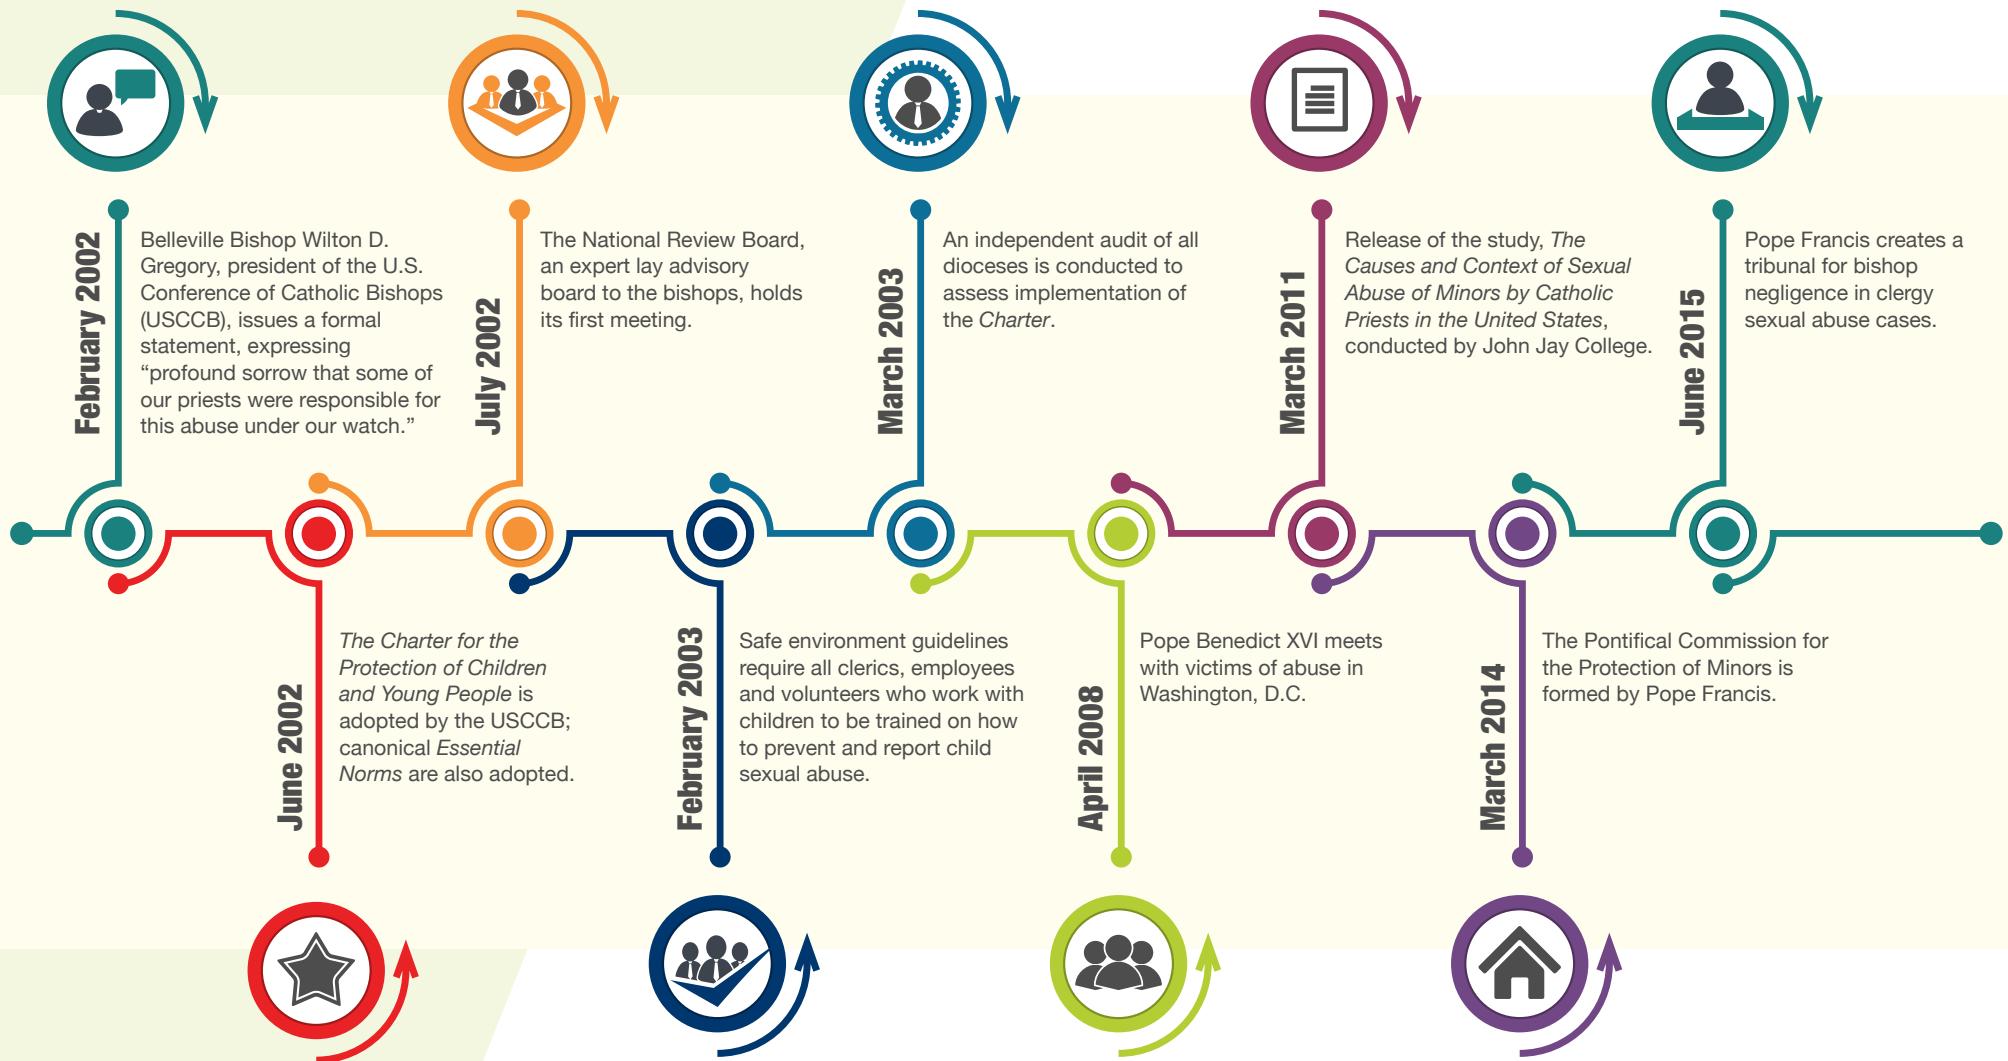 February 2002
Belleville Bishop Wilton D.
Gregory, president of the U.S.
Conference of Catholic Bishops
(USCCB), issues a formal
statement, expressing
“profound sorrow that some of
our priests were responsible for
this abuse under our watch.”
June 2002
The Charter for the
Protection of Children
and Young People is
adopted by the USCCB;
canonical Essential
Norms are also adopted.
July 2002
The National Review Board,
an expert lay advisory
board to the bishops, holds
its first meeting.
February 2003
Safe environment guidelines
require all clerics, employees
and volunteers who work with
children to be trained on how
to prevent and report child
sexual abuse.
March 2003
An independent audit of all
dioceses is conducted to
assess implementation of
the Charter.
April 2008
Pope Benedict XVI meets
with victims of abuse in
Washington, D.C.
March 2011
Release of the study, The
Causes and Context of Sexual
Abuse of Minors by Catholic
Priests in the United States,
conducted by John Jay College.
March 2014
The Pontifical Commission for
the Protection of Minors is
formed by Pope Francis.
June 2015
Pope Francis creates a
tribunal for bishop
negligence in clergy
sexual abuse cases.